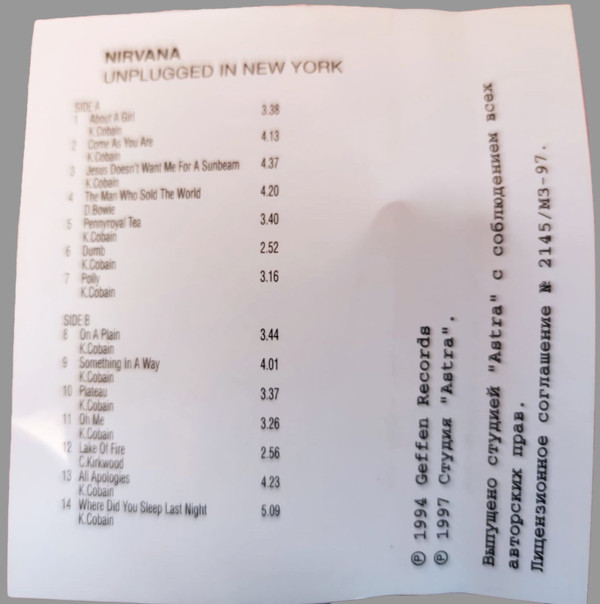 NIRVANA
UNPLUGGED IN NEW YORK
SIDE A
1 About A Girl 3.38
K.Cobain
2 Come As You Are 4.13
K.Cobain
3 Jesus Doesn't Want Me For A Sunbeam 4.37
K.Cobain
4 The Man Who Sold The World 4.20
D.Bowie
5 Pennyroyal Tea 3.40
K.Cobain
6 Dumb 2.52
K.Cobain
7 Polly 3.16
K.Cobain
SIDE B
8 On A Plain 3.44
K.Cobain
9 Something In A Way 4.01
K.Cobain
10 Plateau 3.37
K.Cobain
11 Oh Me 3.26
K.Cobain
12 Lake Of Fire 2.56
C.Kirkwood
13 All Apologies 4.23
K.Cobain
14 Where Did You Sleep Last Night 5.09
K.Cobain
℗ 1994 Geffen Records
℗ 1997 Студия "Astra".
Выпущено студией "Astra" с соблюдением всех
авторских прав.
Лицензионное соглашение № 2145/МЗ-97.